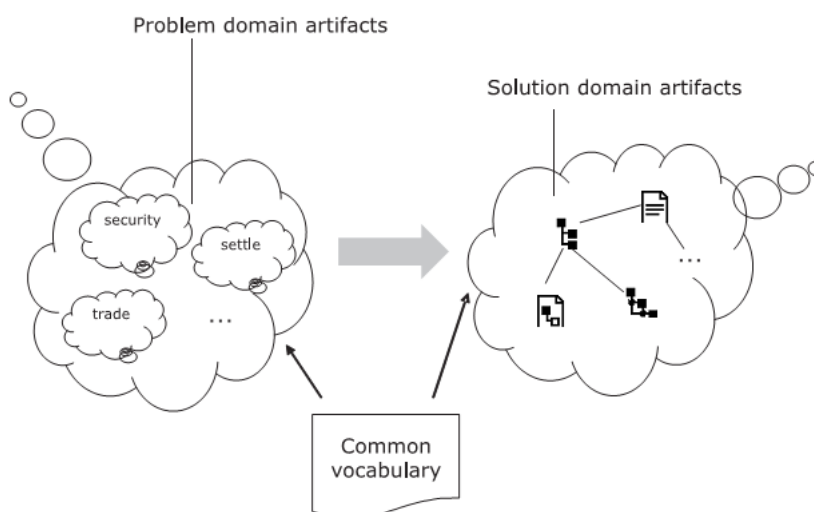 Problem domain artifacts
Solution domain artifacts
security
settle
trade
...
...
Common
vocabulary